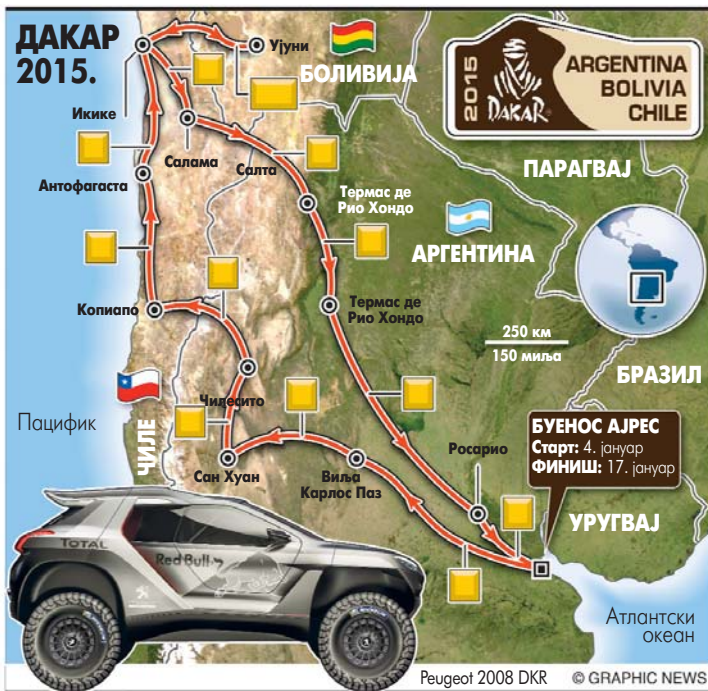 ДАКАР
2015.
Ујуни
БОЛИВИЈА
2015
DAKAR
ARGENTINA
BOLIVIA
CHILE
Икике
Салама
Салта
ПАРАГВАЈ
Антофагаста
Термас де
Рио Хондо
АРГЕНТИНА
Копиапо
Термас де
Рио Хондо
250 км
150 миља
БРАЗИЛ
Чилесито
Пацифик
ЧИЛЕ
БУЕНОС АЈРЕС
Старт: 4. јануар
ФИНИШ: 17. јануар
Росарио
Сан Хуан
Виља
Карлос Паз
УРУГВАЈ
TOTAL
Red Bull
Атлантски
океан
Peugeot 2008 DKR
© GRAPHIC NEWS